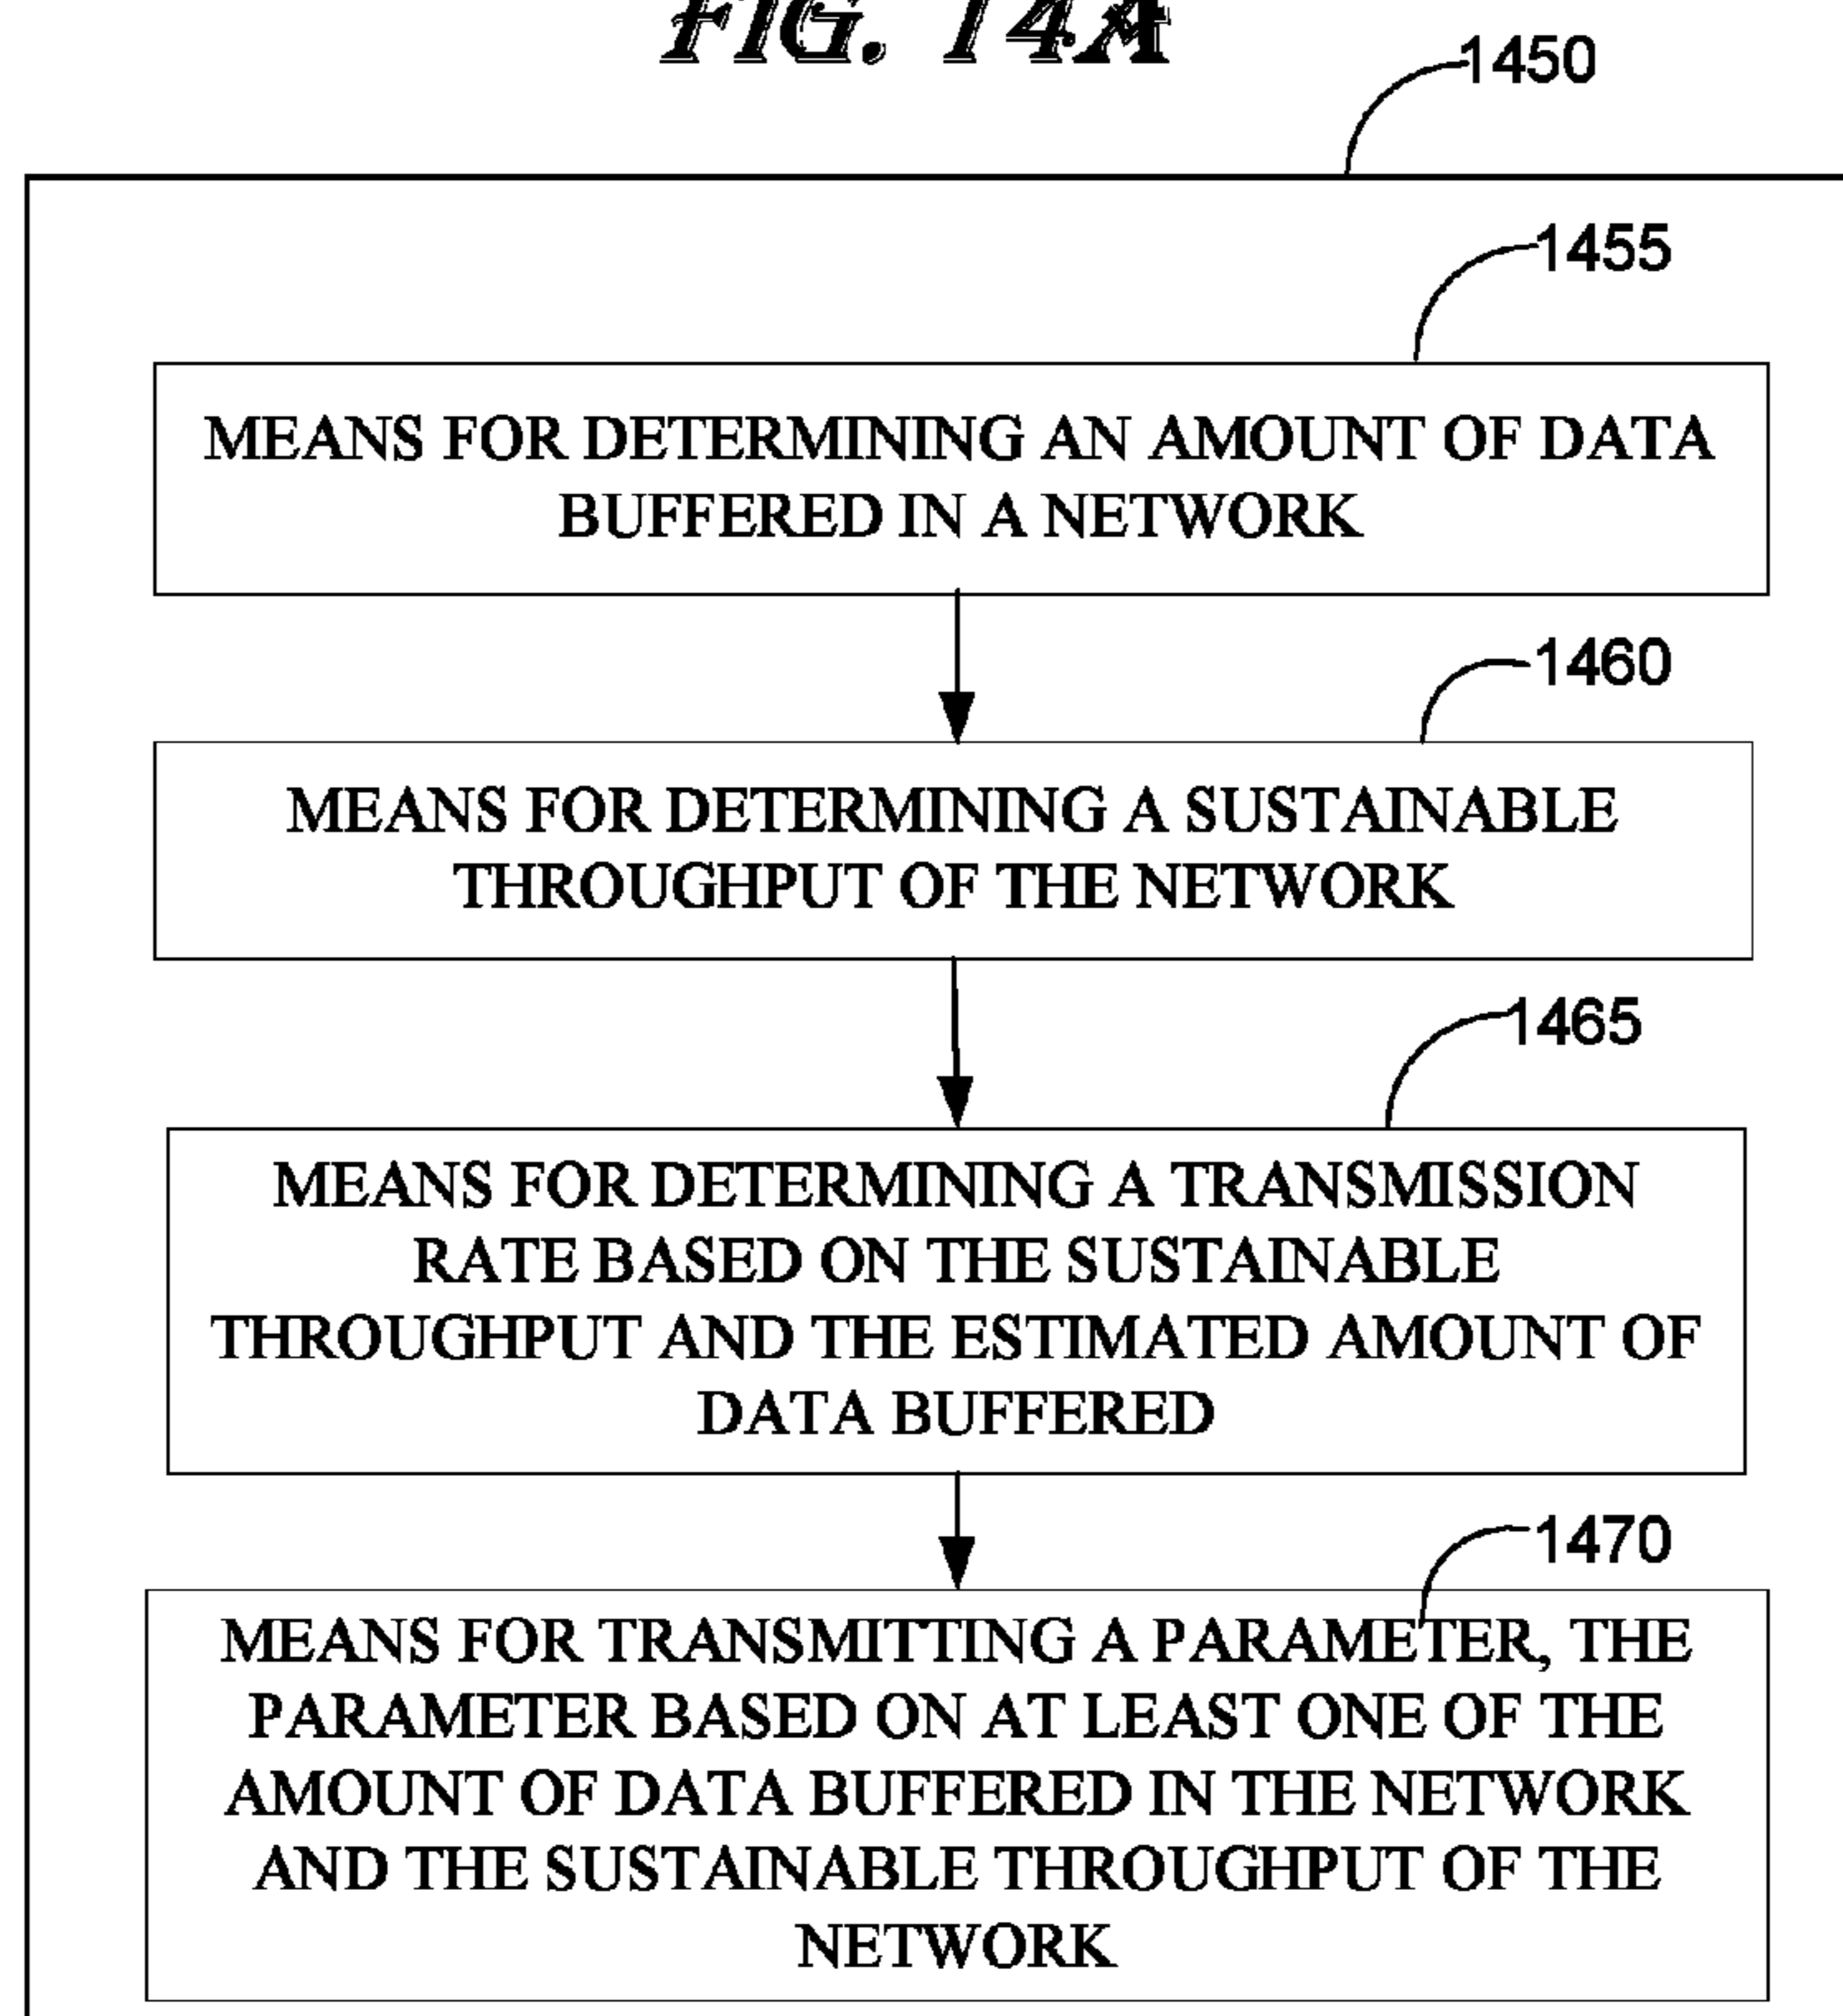 FIG. 14A
1450
1455
MEANS FOR DETERMINING AN AMOUNT OF DATA
BUFFERED IN A NETWORK
1460
MEANS FOR DETERMINING A SUSTAINABLE
THROUGHPUT OF THE NETWORK
1465
MEANS FOR DETERMINING A TRANSMISSION
RATE BASED ON THE SUSTAINABLE
THROUGHPUT AND THE ESTIMATED AMOUNT OF
DATA BUFFERED
1470
MEANS FOR TRANSMITTING A PARAMETER, THE
PARAMETER BASED ON AT LEAST ONE OF THE
AMOUNT OF DATA BUFFERED IN THE NETWORK
AND THE SUSTAINABLE THROUGHPUT OF THE
NETWORK